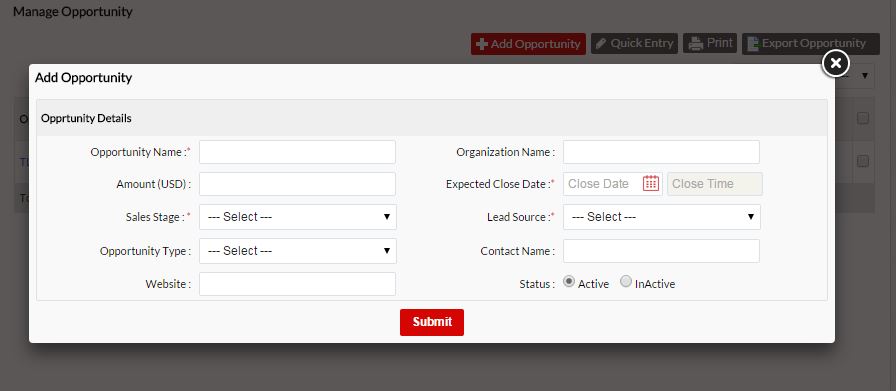 Manage Opportunity
Add Opportunity Quick Entry Print Export Opportunity
Add Opportunity
Opprtunity Details
Opportunity Name :* Organization Name :
Amount (USD) : Expected Close Date :* Close Date Close Time
Sales Stage :* --- Select --- Lead Source :* --- Select ---
Opportunity Type : --- Select --- Contact Name :
Website : Status : Active InActive
Submit